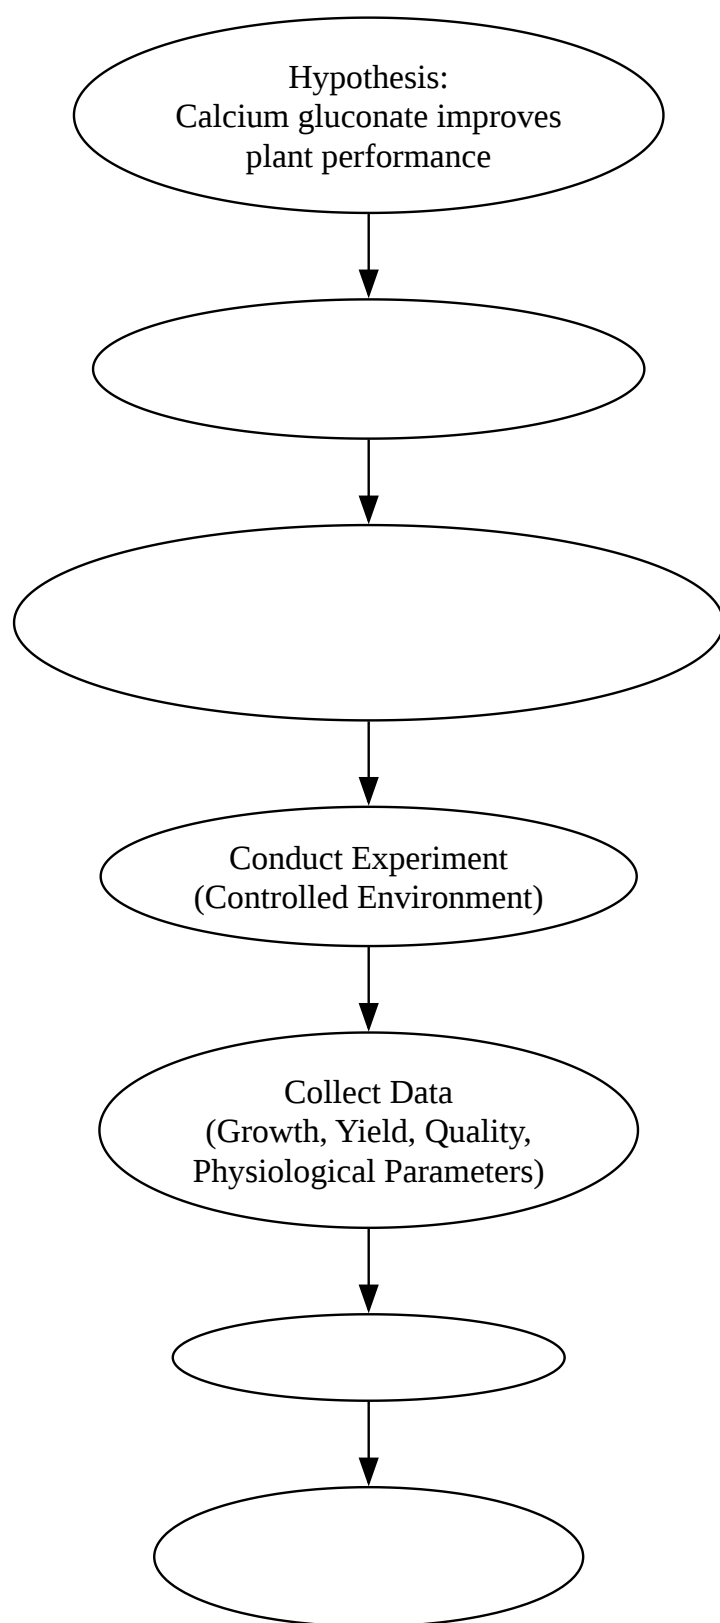 Hypothesis:
Calcium gluconate improves
plant performance
Conduct Experiment
(Controlled Environment)
Collect Data
(Growth, Yield, Quality,
Physiological Parameters)